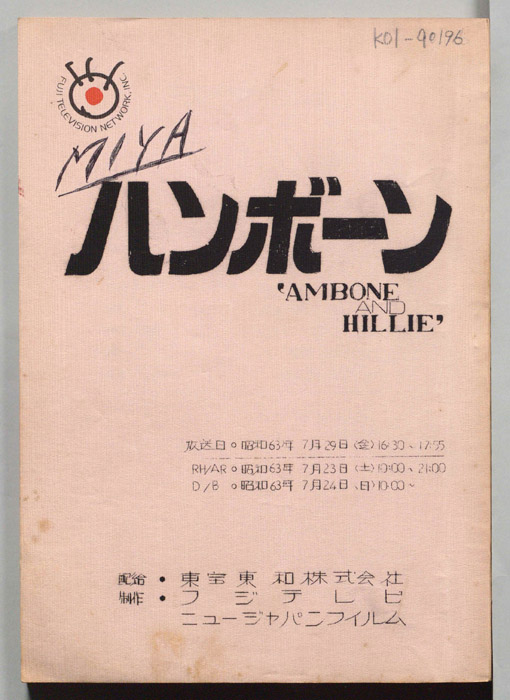 K01-90196
FUJI TELEVISION NETWORK, INC.
MIYA
ハンボーン
'AMBONE
AND
HILLIE'
放送日。昭和63年 7月29日(金)16:30~17:55
RH/AR。昭和63年 7月23日(土)19:00~21:00
D/B。昭和63年 7月24日(日)10:00~
配給・東宝東和株式会社
制作・フジテレビ
ニュージャパンフイルム